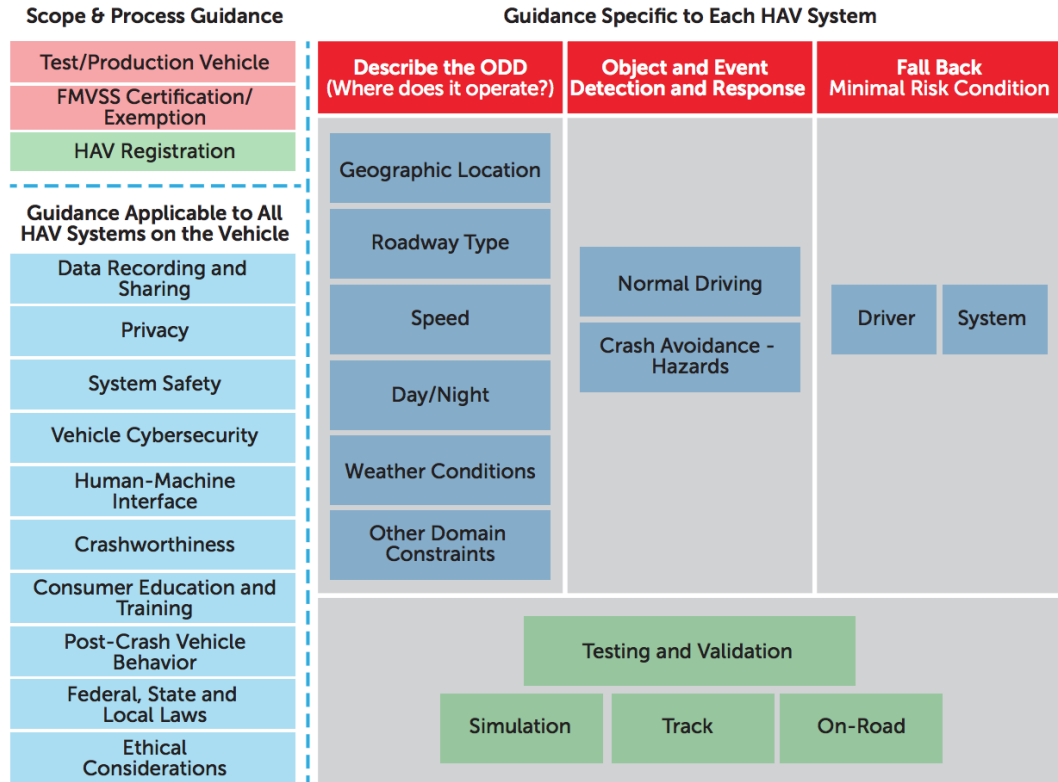 Scope & Process Guidance
Test/Production Vehicle
FMVSS Certification/
Exemption
HAV Registration
Guidance Applicable to All
HAV Systems on the Vehicle
Data Recording and
Sharing
Privacy
System Safety
Vehicle Cybersecurity
Human-Machine
Interface
Crashworthiness
Consumer Education and
Training
Post-Crash Vehicle
Behavior
Federal, State and
Local Laws
Ethical
Considerations
Guidance Specific to Each HAV System
Describe the ODD
(Where does it operate?)
Geographic Location
Roadway Type
Speed
Day/Night
Weather Conditions
Other Domain
Constraints
Object and Event
Detection and Response
Normal Driving
Crash Avoidance -
Hazards
Fall Back
Minimal Risk Condition
Driver
System
Testing and Validation
Simulation
Track
On-Road